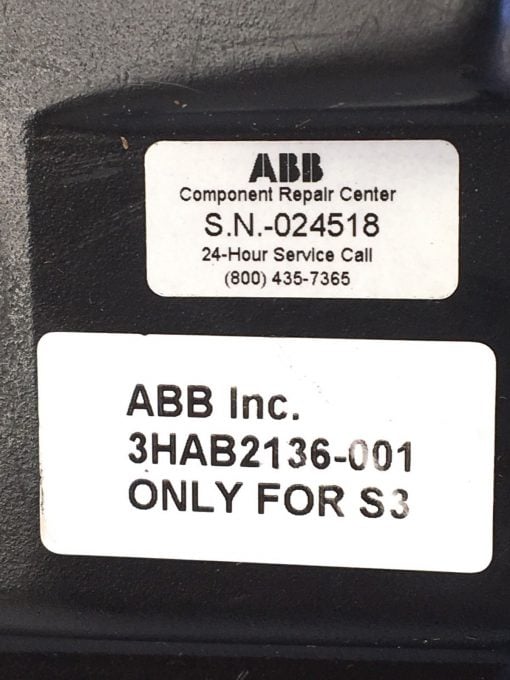 ABB
Component Repair Center
S.N.-024518
24-Hour Service Call
(800) 435-7365
ABB Inc.
3HAB2136-001
ONLY FOR S3